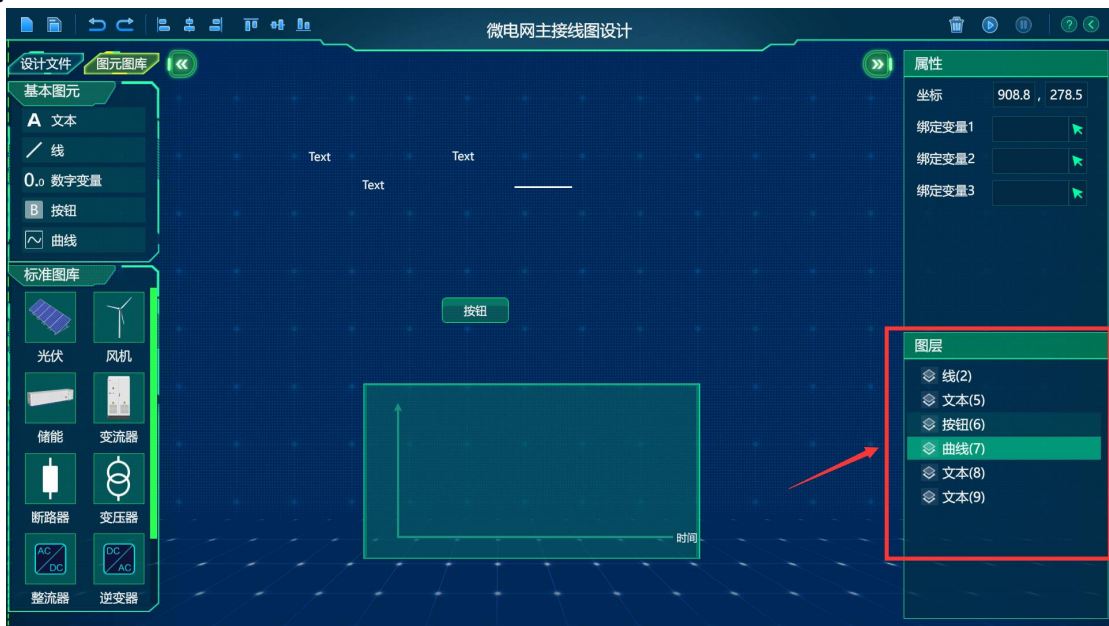 微电网主接线图设计
设计文件 图元图库
基本图元
A 文本
线
0.0 数字变量
B 按钮
曲线
标准图库
光伏 风机
储能 变流器
断路器 变压器
AC DC DC AC
整流器 逆变器
Text Text
Text
按钮
时间
属性
坐标 908.8 , 278.5
绑定变量1
绑定变量2
绑定变量3
图层
线(2)
文本(5)
按钮(6)
曲线(7)
文本(8)
文本(9)